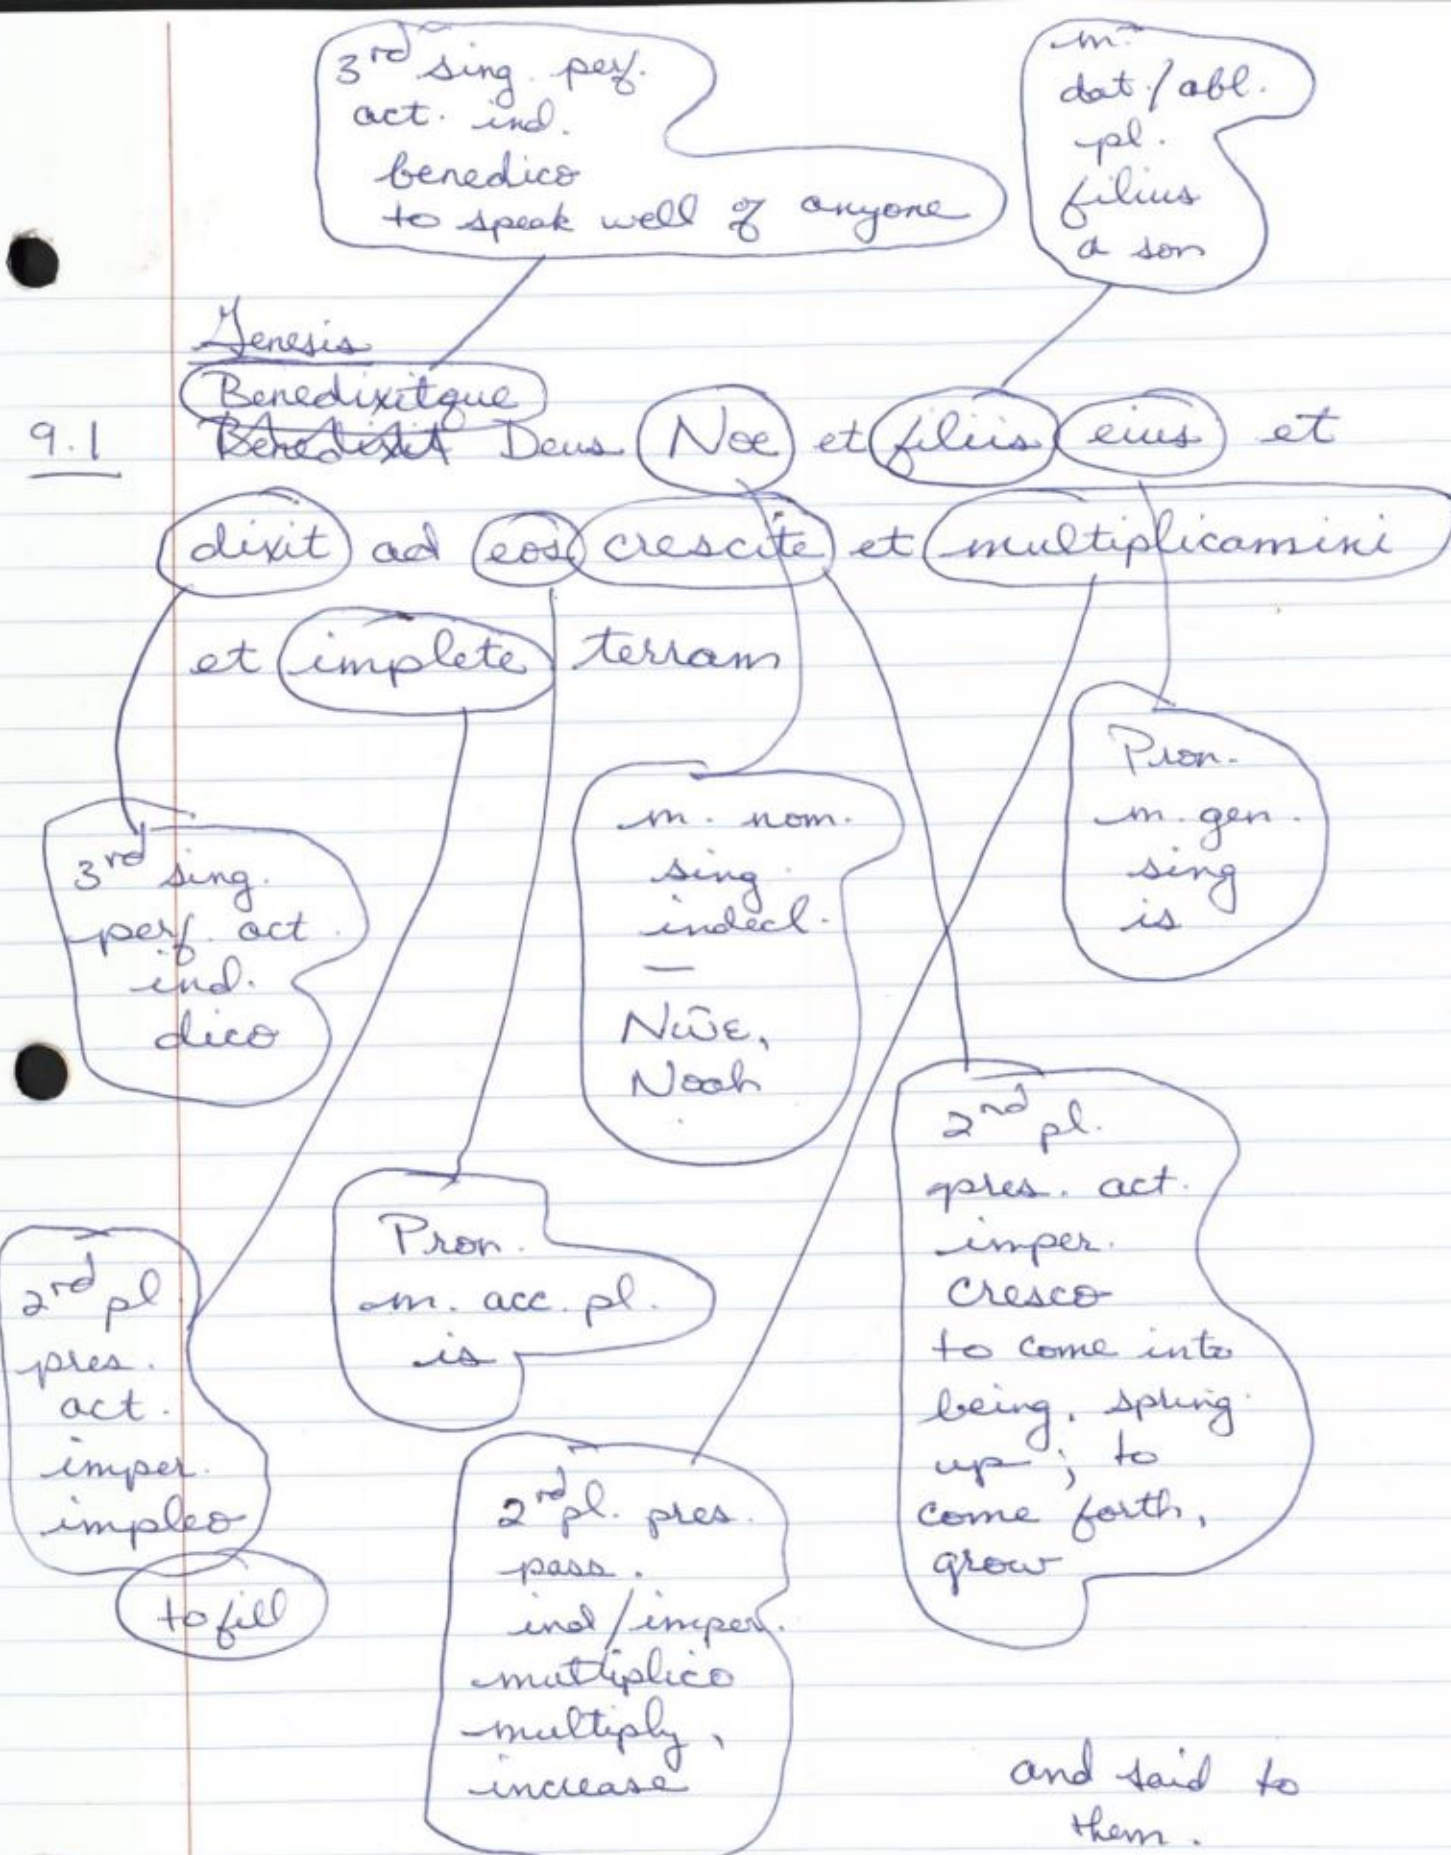 3rd sing. perf.
act. ind.
benedico
to speak well of anyone
m.
dat./abl.
pl.
filius
a son
Genesis
Benedixitque
9.1 Benedixit Deus Noe et filiis eius et
dixit ad eos crescite et multiplicamini
et implete terram
3rd sing.
perf. act.
ind.
dico
m. nom.
sing.
indecl.
—
Νῶε,
Noah
Pron.
m. gen.
sing
is
2rd pl
pres.
act.
imper.
impleo
to fill
Pron.
m. acc. pl.
is
2rd pl. pres.
pass.
ind/imper.
multiplico
multiply,
increase
2nd pl.
pres. act.
imper.
cresco
to come into
being, spring
up; to
come forth,
grow
and said to
them.